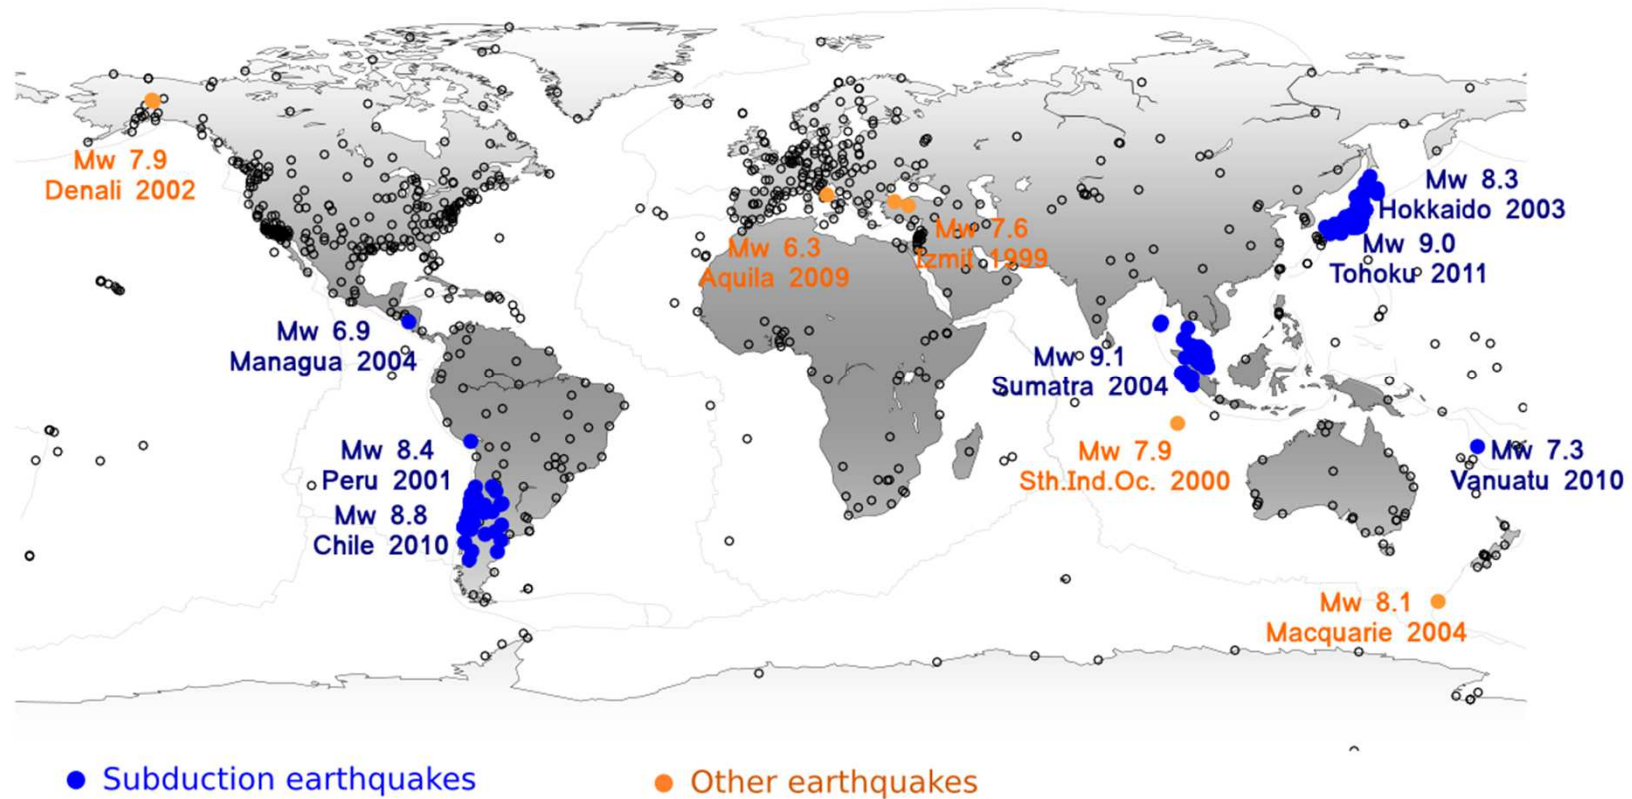 Mw 7.9
Denali 2002
Mw 8.3
Hokkaido 2003
Mw 7.6
Izmit 1999
Mw 6.3
Aquila 2009
Mw 9.0
Tohoku 2011
Mw 6.9
Managua 2004
Mw 9.1
Sumatra 2004
Mw 8.4
Peru 2001
Mw 7.9
Sth.Ind.Oc. 2000
Mw 7.3
Vanuatu 2010
Mw 8.8
Chile 2010
Mw 8.1
Macquarie 2004
Subduction earthquakes
Other earthquakes